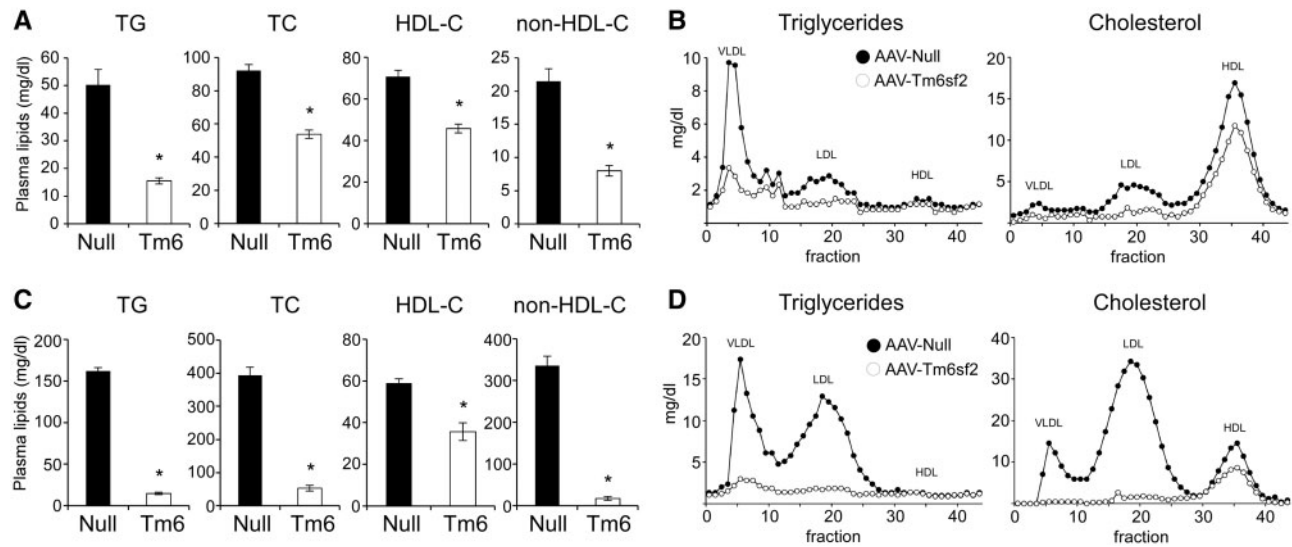 A
TG
TC
HDL-C
non-HDL-C
Plasma lipids (mg/dl)
60
50
40
30
20
10
0
Null
Tm6
*
100
80
60
40
20
0
Null
Tm6
*
80
60
40
20
0
Null
Tm6
*
25
20
15
10
5
0
Null
Tm6
*
B
Triglycerides
Cholesterol
AAV-Null
AAV-Tm6sf2
mg/dl
10
8
6
4
2
VLDL
LDL
HDL
0
10
20
30
40
fraction
20
15
10
5
0
VLDL
LDL
HDL
0
10
20
30
40
fraction
C
TG
TC
HDL-C
non-HDL-C
Plasma lipids (mg/dl)
200
150
100
50
0
Null
Tm6
*
500
400
300
200
100
0
Null
Tm6
*
80
60
40
20
0
Null
Tm6
*
400
300
200
100
0
Null
Tm6
*
D
Triglycerides
Cholesterol
AAV-Null
AAV-Tm6sf2
mg/dl
20
15
10
5
VLDL
LDL
HDL
0
10
20
30
40
fraction
40
30
20
10
VLDL
LDL
HDL
0
10
20
30
40
fraction